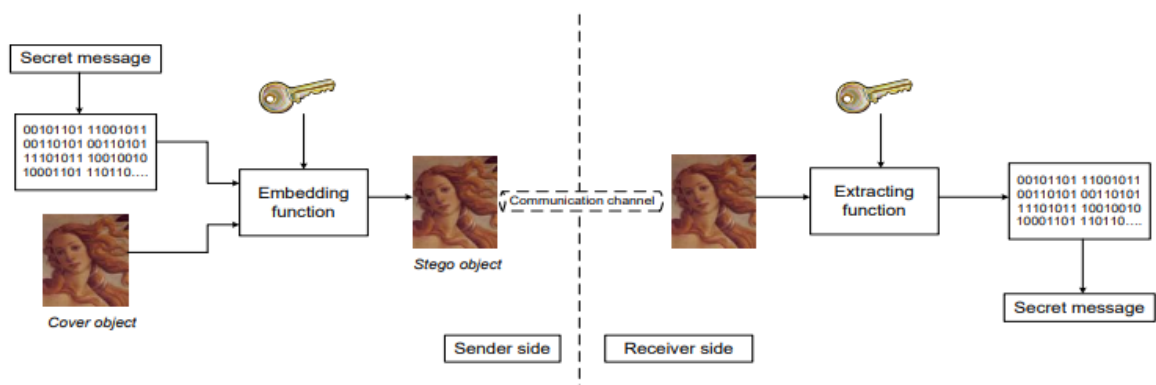 Secret message
00101101 11001011
00110101 00110101
11101011 10010010
10001101 110110....
Embedding
function
Cover object
Stego object
Communication channel
Sender side
Receiver side
Extracting
function
00101101 11001011
00110101 00110101
11101011 10010010
10001101 110110....
Secret message